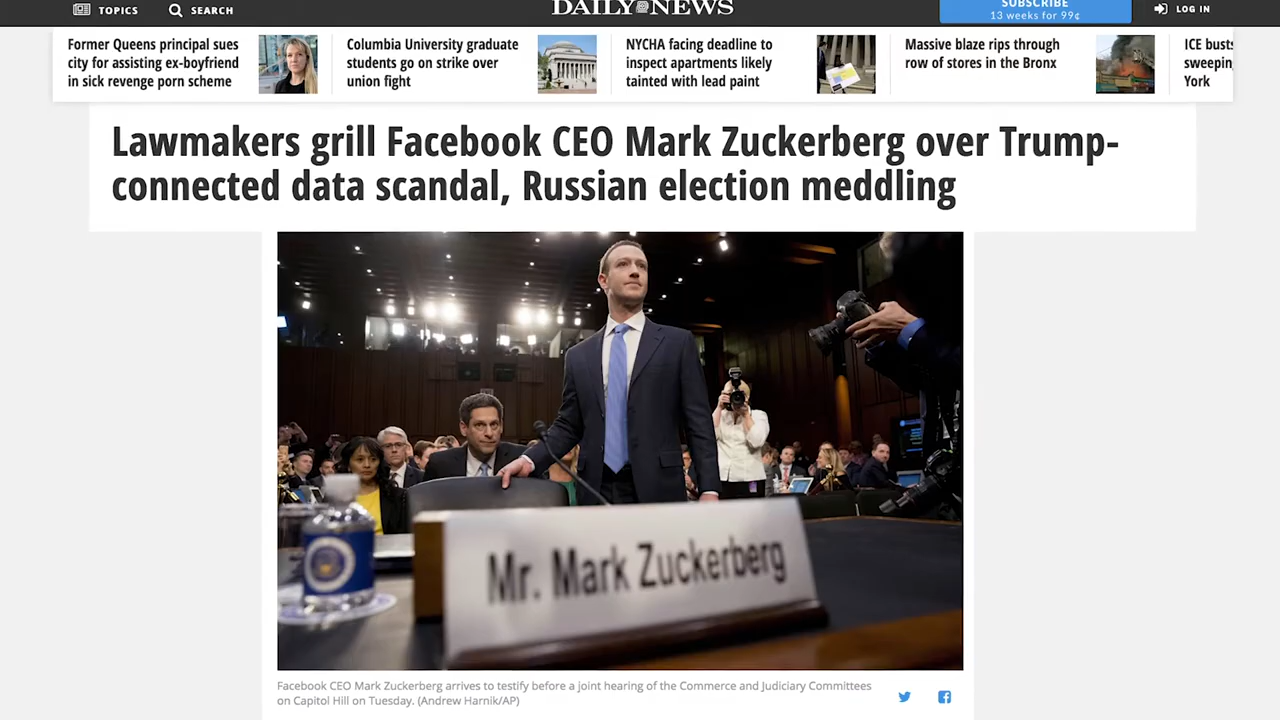 TOPICS
SEARCH
DAILY NEWS
SUBSCRIBE
13 weeks for 99¢
LOG IN
Former Queens principal sues
city for assisting ex-boyfriend
in sick revenge porn scheme
Columbia University graduate
students go on strike over
union fight
NYCHA facing deadline to
inspect apartments likely
tainted with lead paint
Massive blaze rips through
row of stores in the Bronx
ICE busts
sweeping
York
Lawmakers grill Facebook CEO Mark Zuckerberg over Trump-
connected data scandal, Russian election meddling
Mr. Mark Zuckerberg
Facebook CEO Mark Zuckerberg arrives to testify before a joint hearing of the Commerce and Judiciary Committees
on Capitol Hill on Tuesday. (Andrew Harnik/AP)